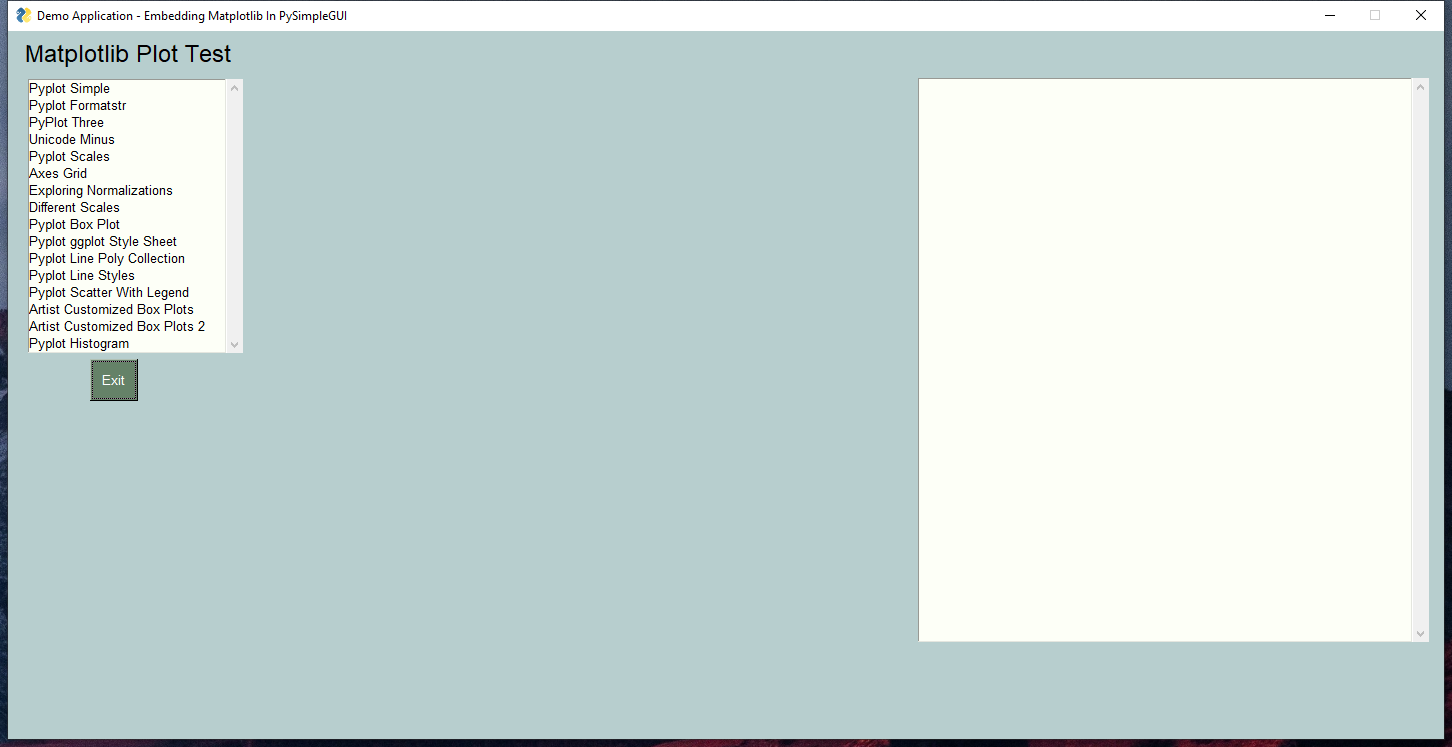 Demo Application - Embedding Matplotlib In PySimpleGUI
Matplotlib Plot Test
Pyplot Simple
Pyplot Formatstr
PyPlot Three
Unicode Minus
Pyplot Scales
Axes Grid
Exploring Normalizations
Different Scales
Pyplot Box Plot
Pyplot ggplot Style Sheet
Pyplot Line Poly Collection
Pyplot Line Styles
Pyplot Scatter With Legend
Artist Customized Box Plots
Artist Customized Box Plots 2
Pyplot Histogram
Exit